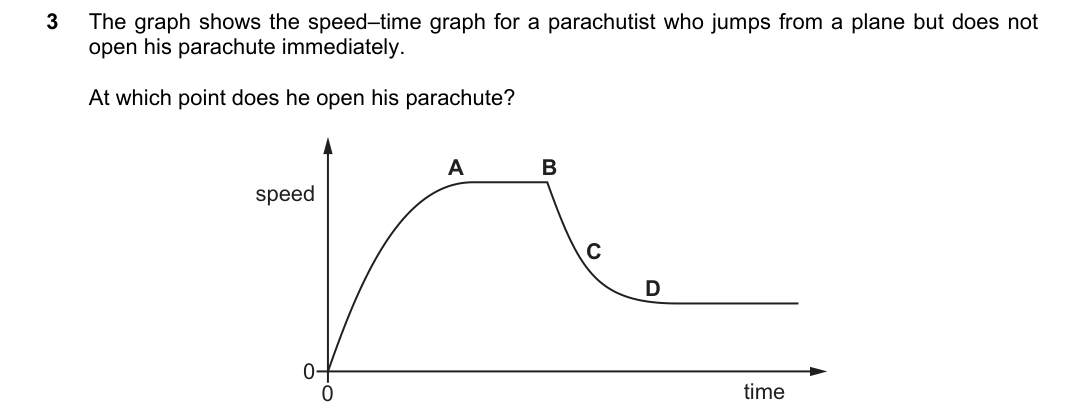 3 The graph shows the speed–time graph for a parachutist who jumps from a plane but does not
open his parachute immediately.
At which point does he open his parachute?
A B
speed
C
D
0
0
time